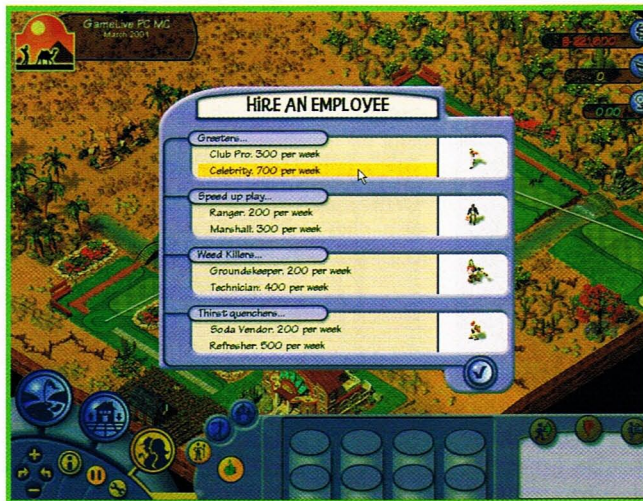 GameLive PC MG
March 2001
HIRE AN EMPLOYEE
Greeters...
Club Pro: 300 per week
Celebrity: 700 per week
Speed up play...
Ranger: 200 per week
Marshall: 300 per week
Weed Killers...
Groundskeeper: 200 per week
Technician: 400 per week
Thirst quenchers...
Soda Vendor: 200 per week
Refresher: 500 per week